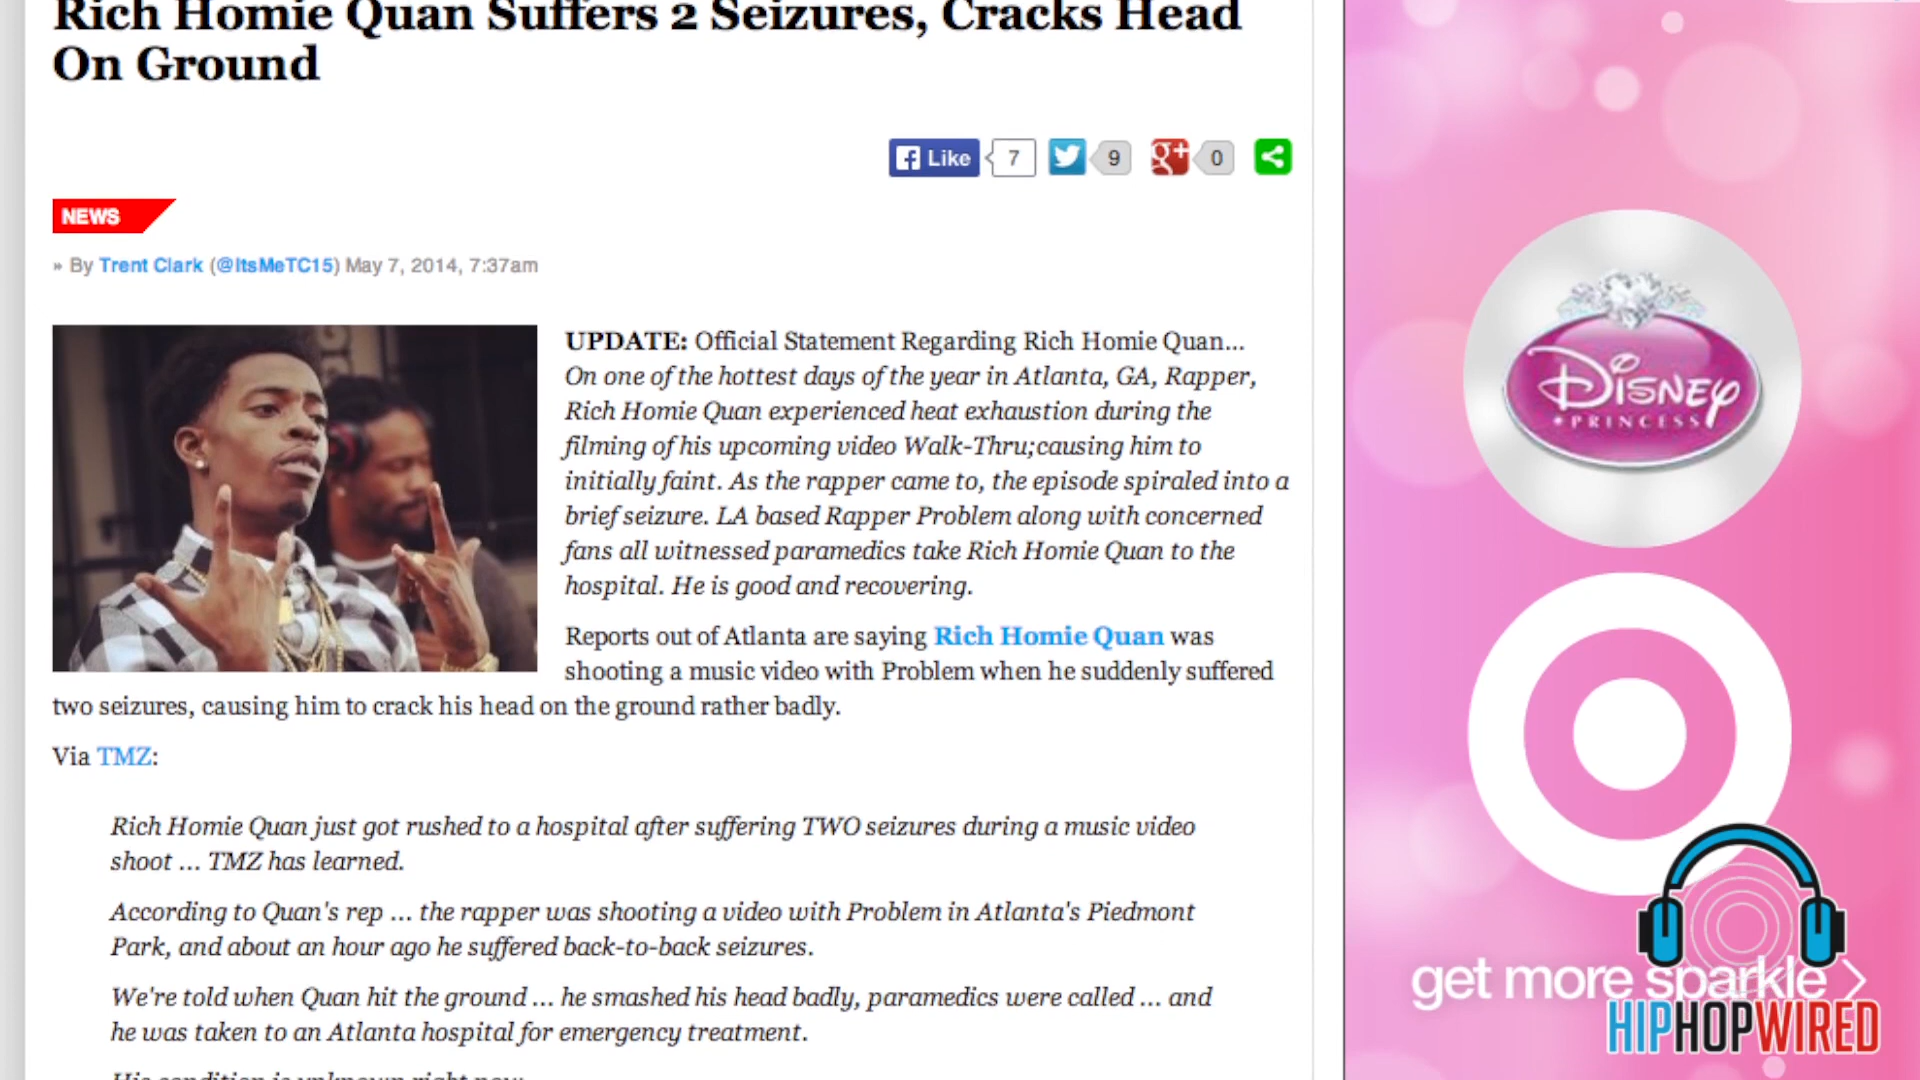 Rich Homie Quan Suffers 2 Seizures, Cracks Head
On Ground
Like 7 9 g+ 0
NEWS
» By Trent Clark (@ItsMeTC15) May 7, 2014, 7:37am
UPDATE: Official Statement Regarding Rich Homie Quan...
On one of the hottest days of the year in Atlanta, GA, Rapper,
Rich Homie Quan experienced heat exhaustion during the
filming of his upcoming video Walk-Thru;causing him to
initially faint. As the rapper came to, the episode spiraled into a
brief seizure. LA based Rapper Problem along with concerned
fans all witnessed paramedics take Rich Homie Quan to the
hospital. He is good and recovering.
Reports out of Atlanta are saying Rich Homie Quan was
shooting a music video with Problem when he suddenly suffered
two seizures, causing him to crack his head on the ground rather badly.
Via TMZ:
Rich Homie Quan just got rushed to a hospital after suffering TWO seizures during a music video
shoot ... TMZ has learned.
According to Quan's rep ... the rapper was shooting a video with Problem in Atlanta's Piedmont
Park, and about an hour ago he suffered back-to-back seizures.
We're told when Quan hit the ground ... he smashed his head badly, paramedics were called ... and
he was taken to an Atlanta hospital for emergency treatment.
His condition is unknown right now.
Disney
PRINCESS
get more sparkle
HIPHOPWIRED